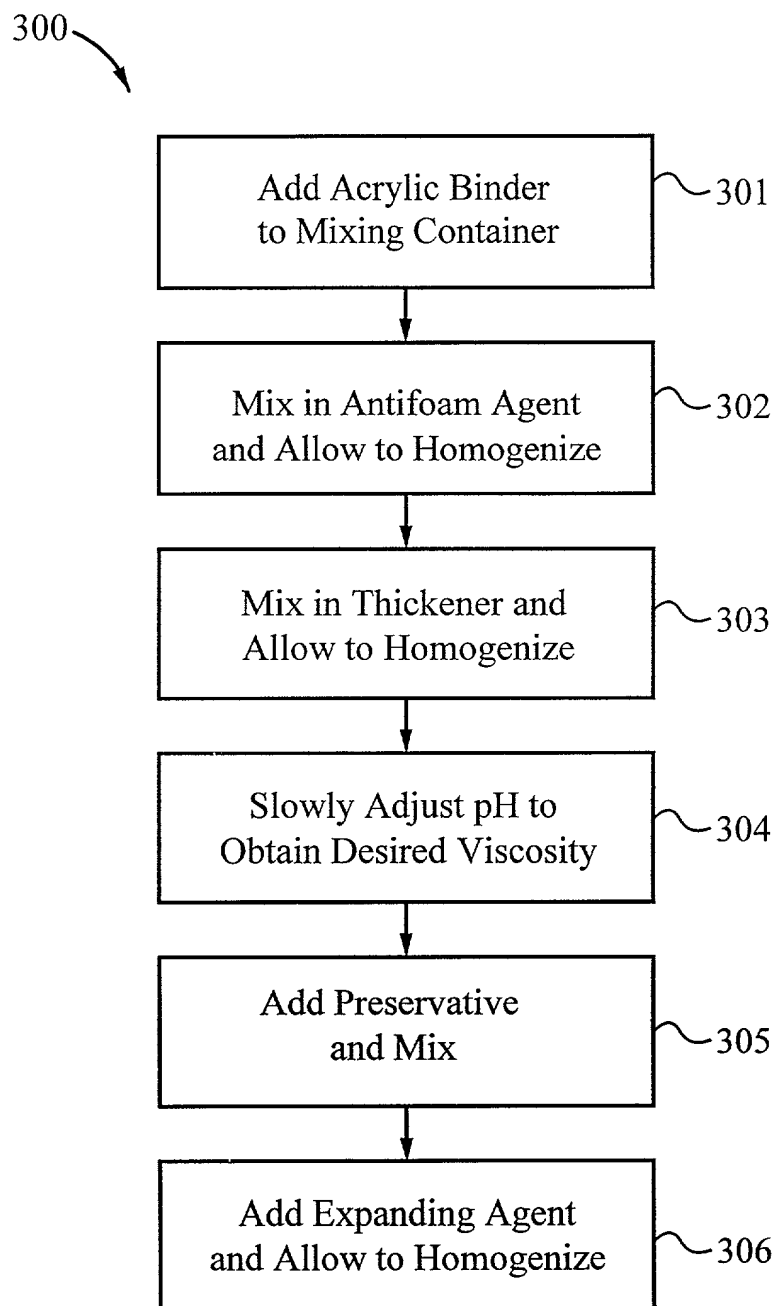 300
Add Acrylic Binder
to Mixing Container
301
Mix in Antifoam Agent
and Allow to Homogenize
302
Mix in Thickener and
Allow to Homogenize
303
Slowly Adjust pH to
Obtain Desired Viscosity
304
Add Preservative
and Mix
305
Add Expanding Agent
and Allow to Homogenize
306